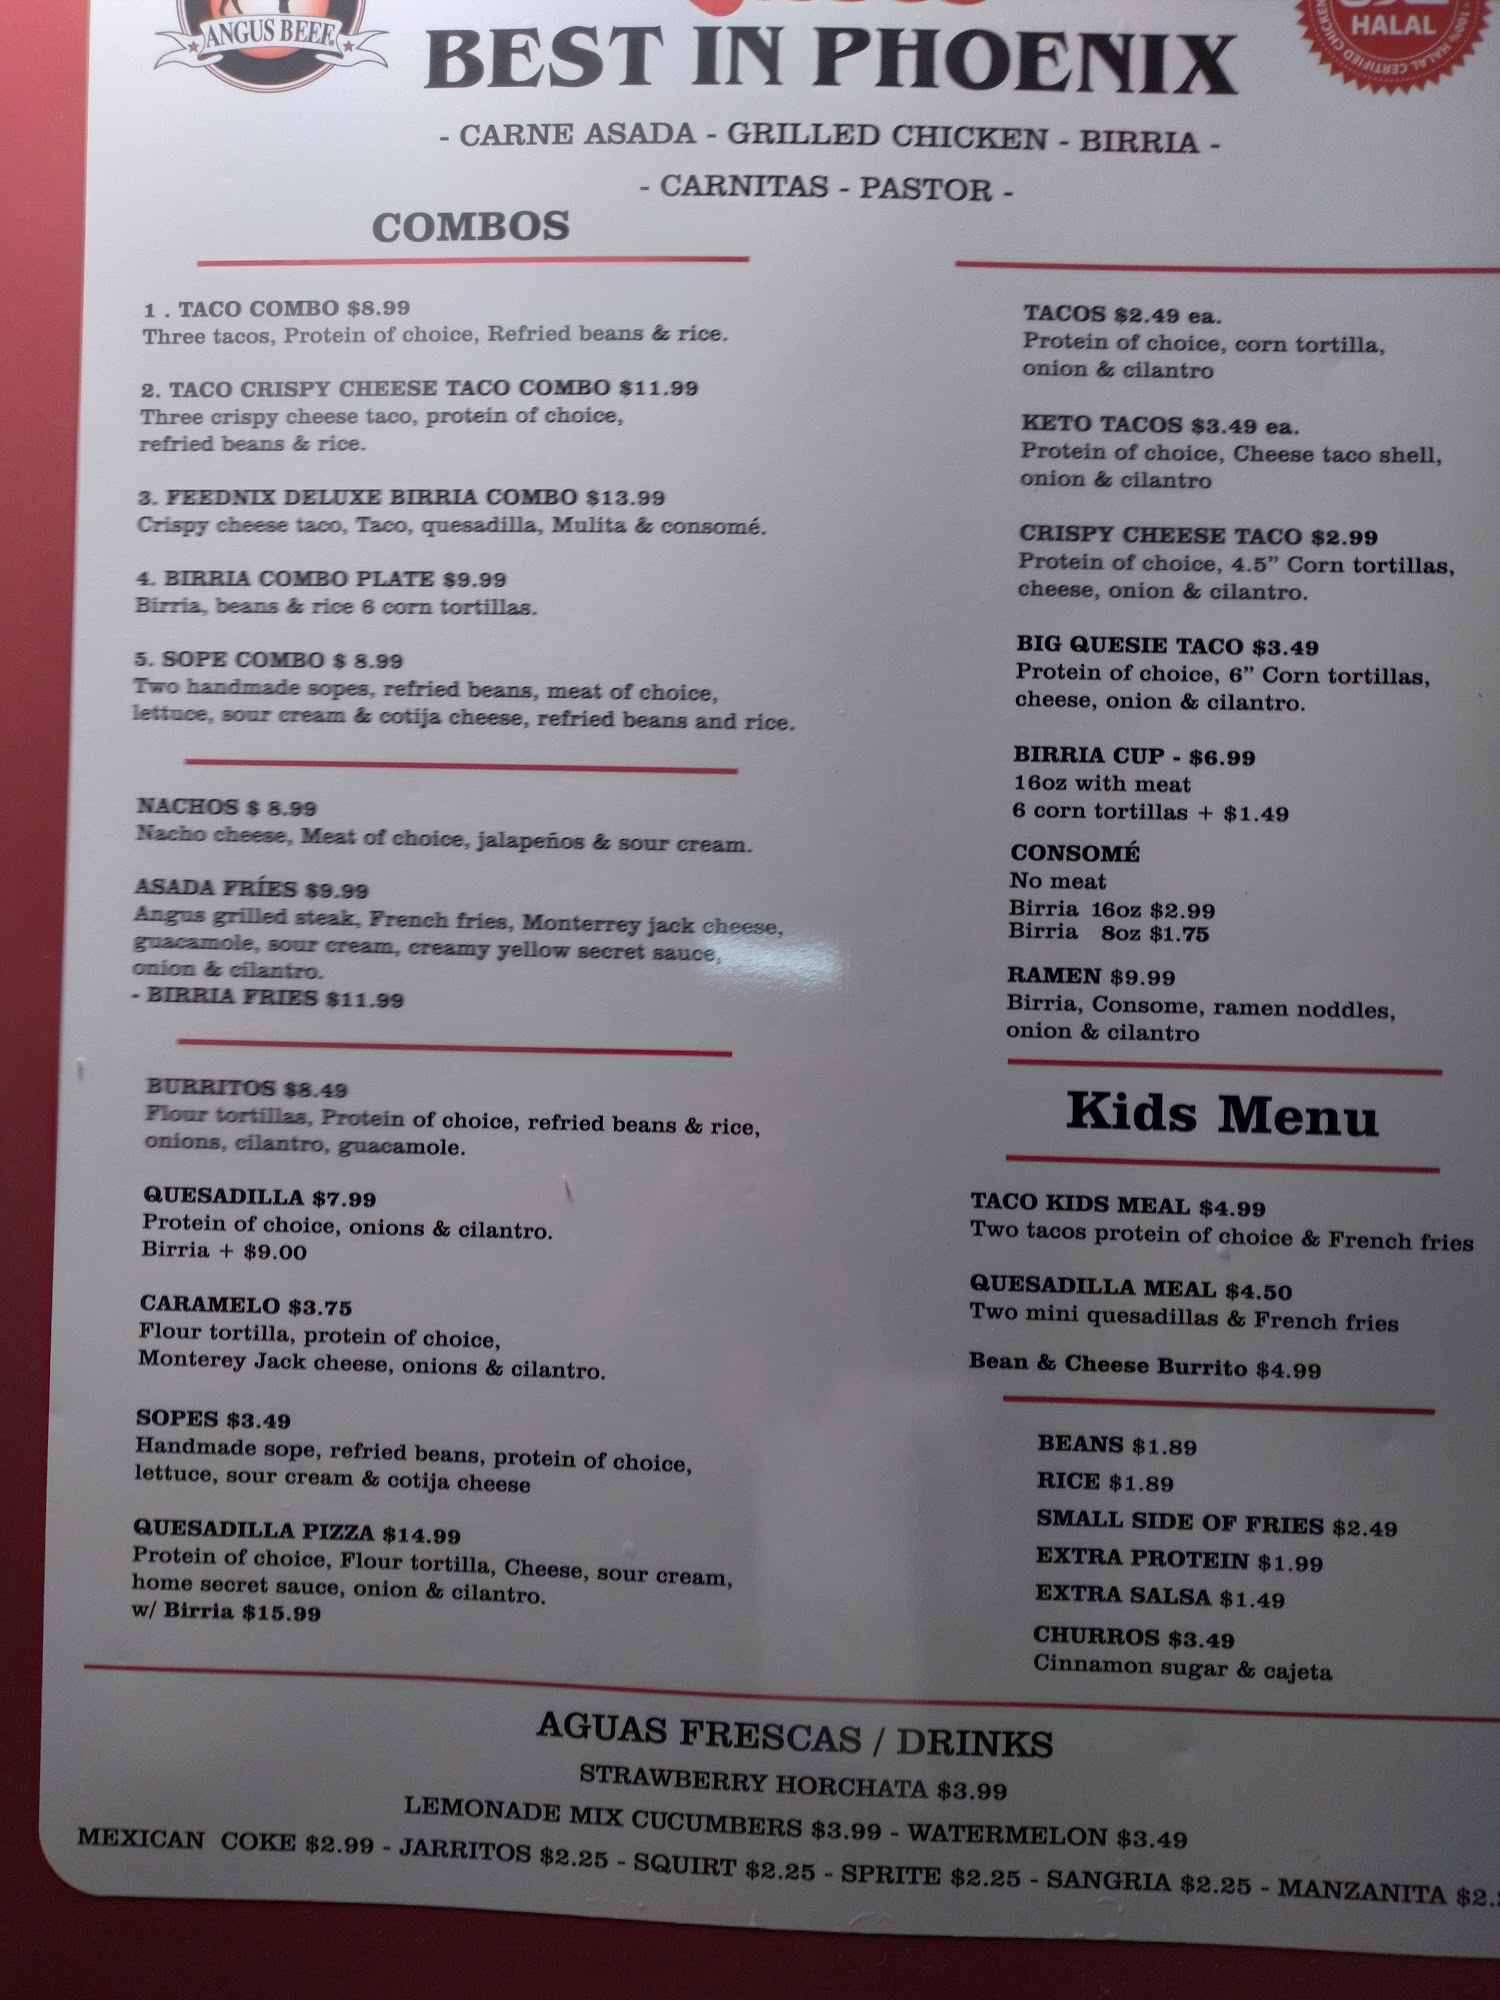 ANGUS BEEF
BEST IN PHOENIX
HALAL
CERTIFIED CHICKEN
100% HALAL CERTIFIED
- CARNE ASADA - GRILLED CHICKEN - BIRRIA -
- CARNITAS - PASTOR -
COMBOS
1 . TACO COMBO $8.99
Three tacos, Protein of choice, Refried beans & rice.
2. TACO CRISPY CHEESE TACO COMBO $11.99
Three crispy cheese taco, protein of choice,
refried beans & rice.
3. FEEDNIX DELUXE BIRRIA COMBO $13.99
Crispy cheese taco, Taco, quesadilla, Mulita & consomé.
4. BIRRIA COMBO PLATE $9.99
Birria, beans & rice 6 corn tortillas.
5. SOPE COMBO $ 8.99
Two handmade sopes, refried beans, meat of choice,
lettuce, sour cream & cotija cheese, refried beans and rice.
NACHOS $ 8.99
Nacho cheese, Meat of choice, jalapeños & sour cream.
ASADA FRÍES $9.99
Angus grilled steak, French fries, Monterrey jack cheese,
guacamole, sour cream, creamy yellow secret sauce,
onion & cilantro.
- BIRRIA FRIES $11.99
BURRITOS $8.49
Flour tortillas, Protein of choice, refried beans & rice,
onions, cilantro, guacamole.
QUESADILLA $7.99
Protein of choice, onions & cilantro.
Birria + $9.00
CARAMELO $3.75
Flour tortilla, protein of choice,
Monterey Jack cheese, onions & cilantro.
SOPES $3.49
Handmade sope, refried beans, protein of choice,
lettuce, sour cream & cotija cheese
QUESADILLA PIZZA $14.99
Protein of choice, Flour tortilla, Cheese, sour cream,
home secret sauce, onion & cilantro.
w/ Birria $15.99
TACOS $2.49 ea.
Protein of choice, corn tortilla,
onion & cilantro
KETO TACOS $3.49 ea.
Protein of choice, Cheese taco shell,
onion & cilantro
CRISPY CHEESE TACO $2.99
Protein of choice, 4.5” Corn tortillas,
cheese, onion & cilantro.
BIG QUESIE TACO $3.49
Protein of choice, 6” Corn tortillas,
cheese, onion & cilantro.
BIRRIA CUP - $6.99
16oz with meat
6 corn tortillas + $1.49
CONSOMÉ
No meat
Birria 16oz $2.99
Birria 8oz $1.75
RAMEN $9.99
Birria, Consome, ramen noddles,
onion & cilantro
Kids Menu
TACO KIDS MEAL $4.99
Two tacos protein of choice & French fries
QUESADILLA MEAL $4.50
Two mini quesadillas & French fries
Bean & Cheese Burrito $4.99
BEANS $1.89
RICE $1.89
SMALL SIDE OF FRIES $2.49
EXTRA PROTEIN $1.99
EXTRA SALSA $1.49
CHURROS $3.49
Cinnamon sugar & cajeta
AGUAS FRESCAS / DRINKS
STRAWBERRY HORCHATA $3.99
LEMONADE MIX CUCUMBERS $3.99 - WATERMELON $3.49
MEXICAN COKE $2.99 - JARRITOS $2.25 - SQUIRT $2.25 - SPRITE $2.25 - SANGRIA $2.25 - MANZANITA